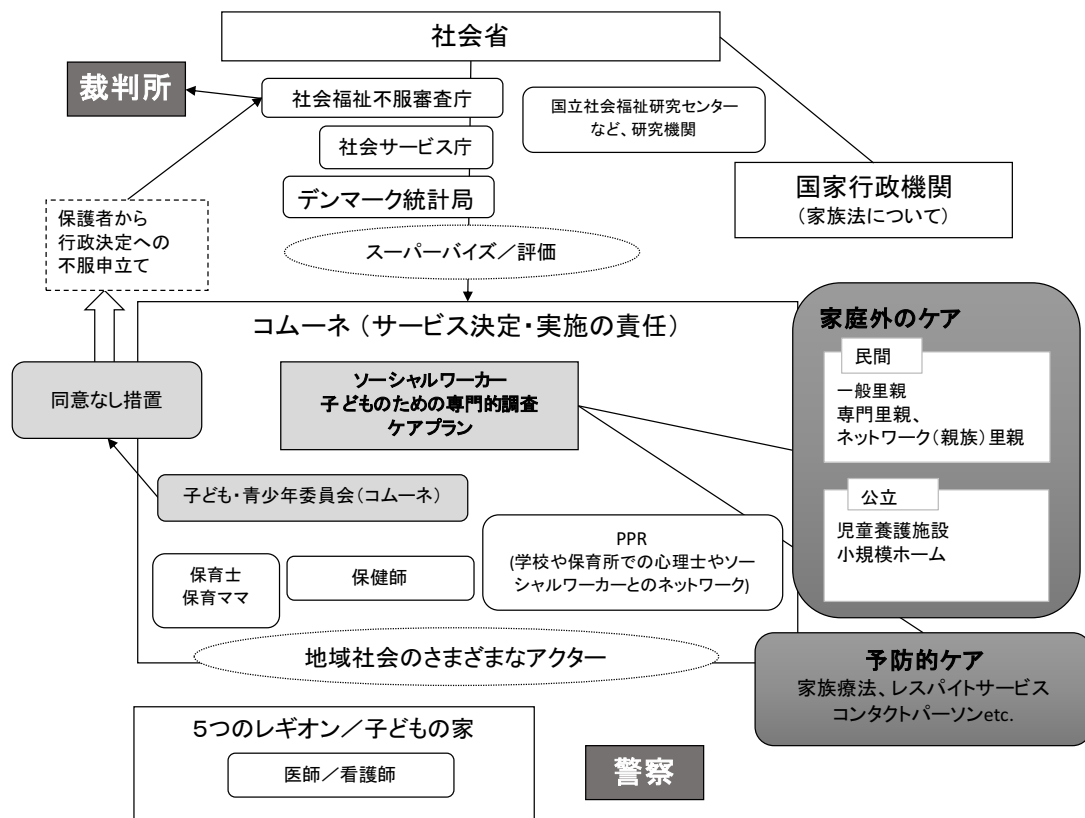 社会省
裁判所
社会福祉不服審査庁
国立社会福祉研究センター
など、研究機関
社会サービス庁
国家行政機関
(家族法について)
デンマーク統計局
保護者から
行政決定への
不服申立て
スーパーバイズ/評価
コムーネ(サービス決定・実施の責任)
家庭外のケア
民間
一般里親
専門里親、
ネットワーク(親族)里親
同意なし措置
ソーシャルワーカー
子どものための専門的調査
ケアプラン
子ども・青少年委員会(コムーネ)
公立
児童養護施設
小規模ホーム
PPR
(学校や保育所での心理士やソー
シャルワーカーとのネットワーク)
保育士
保育ママ
保健師
地域社会のさまざまなアクター
予防的ケア
家族療法、レスパイトサービス
コンタクトパーソンetc.
5つのレギオン/子どもの家
医師/看護師
警察